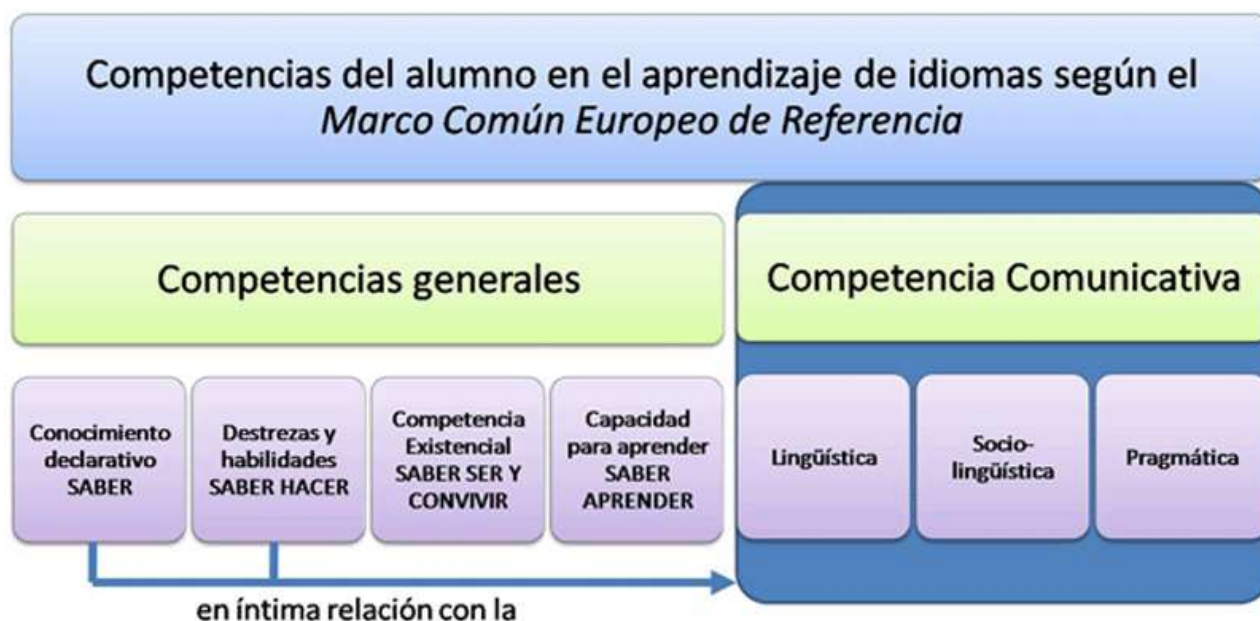 Competencias del alumno en el aprendizaje de idiomas según el
Marco Común Europeo de Referencia
Competencias generales
Competencia Comunicativa
Conocimiento
declarativo
SABER
Destrezas y
habilidades
SABER HACER
Competencia
Existencial
SABER SER Y
CONVIVIR
Capacidad
para aprender
SABER
APRENDER
Lingüística
Socio-
lingüística
Pragmática
en íntima relación con la